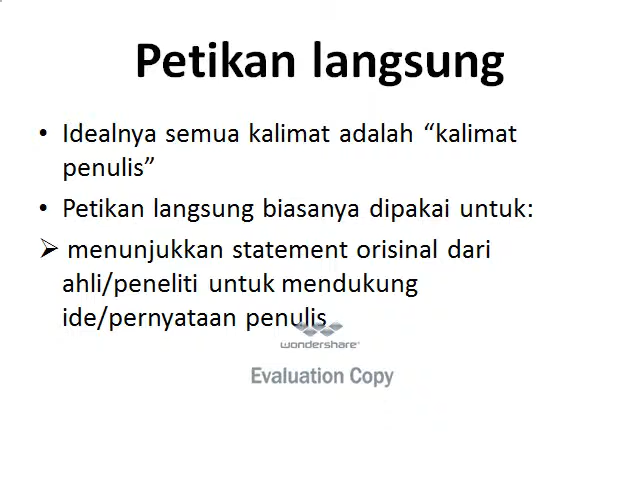 Petikan langsung
• Idealnya semua kalimat adalah “kalimat
penulis”
• Petikan langsung biasanya dipakai untuk:
➢ menunjukkan statement orisinal dari
ahli/peneliti untuk mendukung
ide/pernyataan penulis
wondershare®
Evaluation Copy